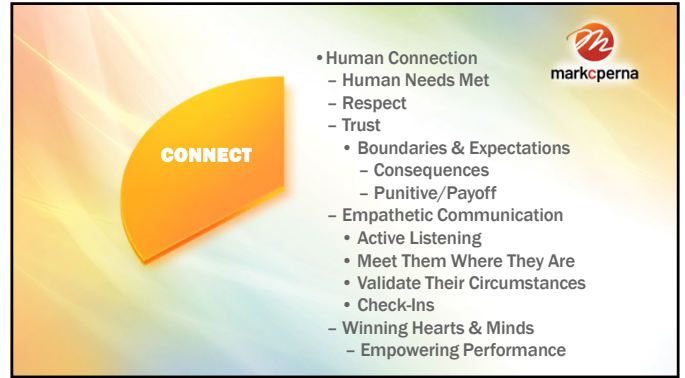 •Human Connection
– Human Needs Met
– Respect
– Trust
• Boundaries & Expectations
– Consequences
– Punitive/Payoff
– Empathetic Communication
• Active Listening
• Meet Them Where They Are
• Validate Their Circumstances
• Check-Ins
– Winning Hearts & Minds
– Empowering Performance
CONNECT
m
markcperna